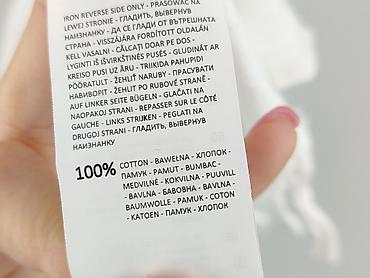 IRON REVERSE SIDE ONLY - PRASOWAĆ NA
LEWEJ STRONIE - ГЛАДИТЬ, ВЫВЕРНУВ
НАИЗНАНКУ - ДА СЕ ГЛАДИ ОТ ВЪТРЕШНАТА
СТРАНА - VISSZÁJÁRA FORDÍTOTT OLDALÁN
KELL VASALNI - CĂLCAȚI DOAR PE DOS -
LYGINTI IŠ IŠVIRKŠTINĖS PUSĖS - GLUDINĀT AR
KREISO PUSI UZ ĀRU - TRIIKIDA PAHUPIDI
PÖÖRATULT - ŽEHLIŤ NARUBY - ПРАСУВАТИ
НАВИВОРІТ - ŽEHLIT PO RUBOVÉ STRANĚ -
AUF LINKER SEITE BÜGELN - GLAČATI NA
NAOPAKOJ STRANI - REPASSER SUR LE CÔTÉ
GAUCHE - LINKS STRIJKEN - PEGLATI NA
DRUGOJ STRANI - ГЛАДИТЬ, ВЫВЕРНУВ
НАИЗНАНКУ
100% COTTON - BAWEŁNA - ХЛОПОК -
ПАМУК - PAMUT - BUMBAC -
MEDVILNĖ - KOKVILNA - PUUVILL
- BAVLNA - БАВОВНА - BAVLNA -
BAUMWOLLE - PAMUK - COTON
- KATOEN - ПАМУК - ХЛОПОК